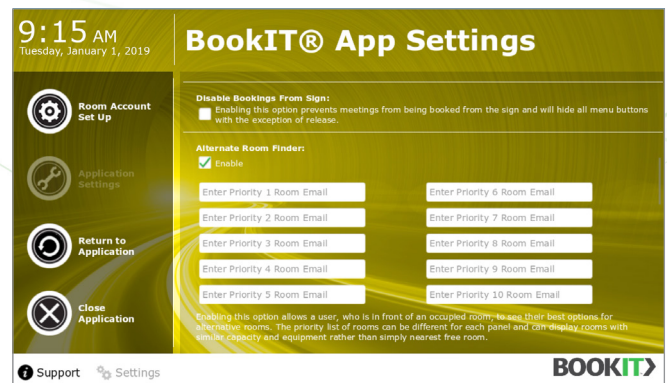 9:15 AM
Tuesday, January 1, 2019
BookIT® App Settings
Room Account
Set Up
Application
Settings
Return to
Application
Close
Application
Disable Bookings From Sign:
Enabling this option prevents meetings from being booked from the sign and will hide all menu buttons
with the exception of release.
Alternate Room Finder:
Enable
Enter Priority 1 Room Email
Enter Priority 6 Room Email
Enter Priority 2 Room Email
Enter Priority 7 Room Email
Enter Priority 3 Room Email
Enter Priority 8 Room Email
Enter Priority 4 Room Email
Enter Priority 9 Room Email
Enter Priority 5 Room Email
Enter Priority 10 Room Email
Enabling this option allows a user, who is in front of an occupied room, to see their best options for
alternative rooms. The priority list of rooms can be different for each panel and can display rooms with
similar capacity and equipment rather than simply nearest free room.
Support
Settings
BOOKIT